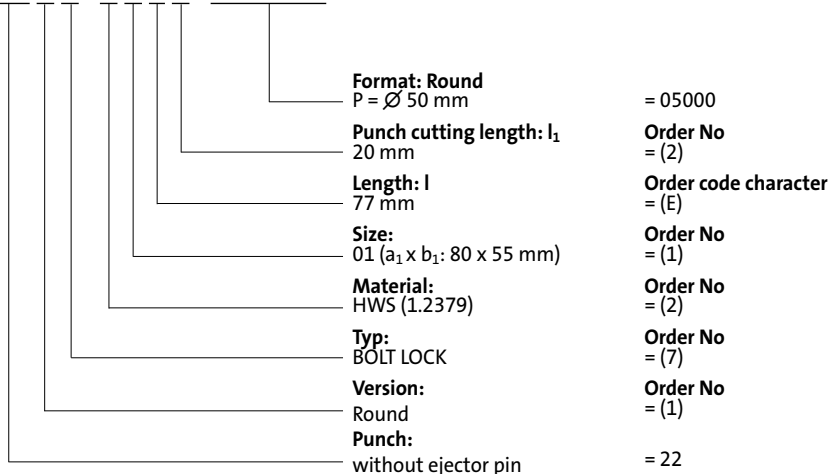 Format: Round
P = Ø 50 mm = 05000
Punch cutting length: l₁ Order No
20 mm = (2)
Length: l Order code character
77 mm = (E)
Size: Order No
01 (a₁ x b₁: 80 x 55 mm) = (1)
Material: Order No
HWS (1.2379) = (2)
Typ: Order No
BOLT LOCK = (7)
Version: Order No
Round = (1)
Punch:
without ejector pin = 22